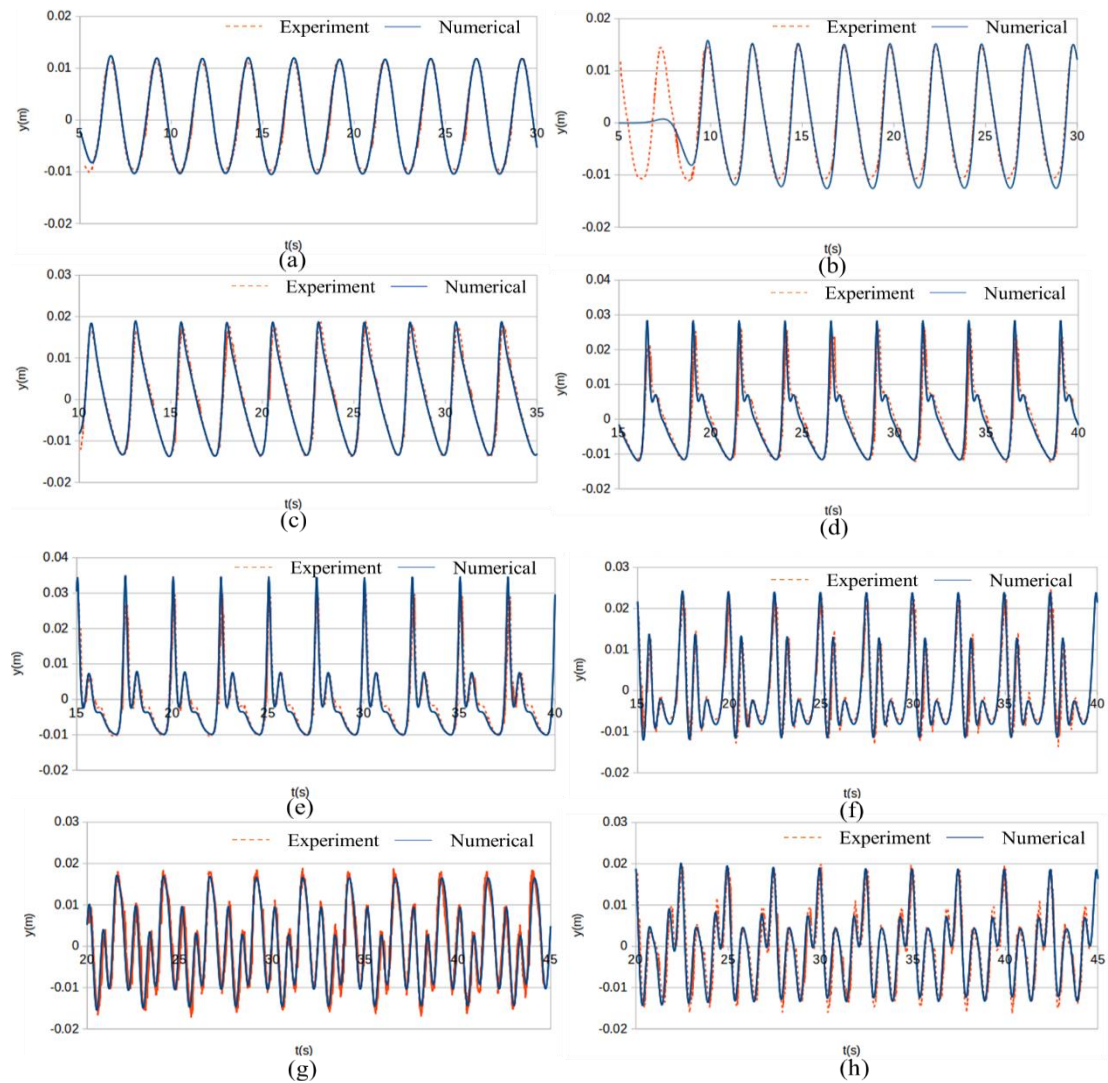 0.02
Experiment Numerical
0.01
y(m)
0
5 10 15 20 25 30
-0.01
-0.02
t(s)
(a)
0.02
Experiment Numerical
0.01
y(m)
0
5 10 15 20 25 30
-0.01
-0.02
t(s)
(b)
0.03
Experiment Numerical
0.02
0.01
y(m)
0
10 15 20 25 30 35
-0.01
-0.02
t(s)
(c)
0.04
Experiment Numerical
0.03
0.02
y(m)
0.01
0
15 20 25 30 35 40
-0.01
-0.02
t(s)
(d)
0.04
Experiment Numerical
0.03
0.02
y(m)
0.01
0
15 20 25 30 35 40
-0.01
-0.02
t(s)
(e)
0.03
Experiment Numerical
0.02
0.01
y(m)
0
15 20 25 30 35 40
-0.01
-0.02
t(s)
(f)
0.03
Experiment Numerical
0.02
0.01
y(m)
0
20 25 30 35 40 45
-0.01
-0.02
t(s)
(g)
0.03
Experiment Numerical
0.02
0.01
y(m)
0
20 25 30 35 40 45
-0.01
-0.02
t(s)
(h)